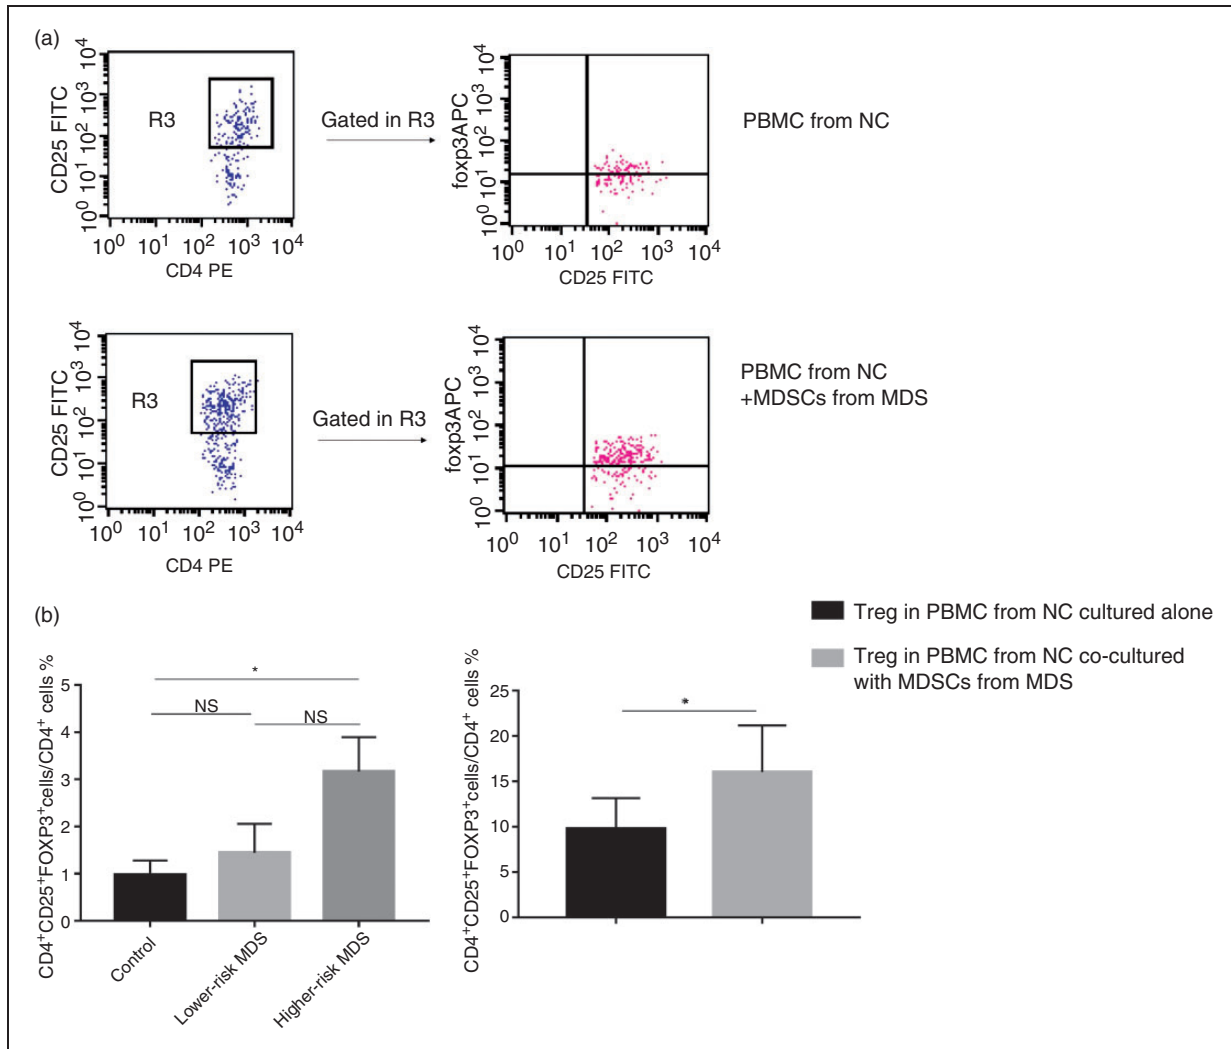 (a)
10⁴
10³
10²
10¹
10⁰
CD25 FITC
R3
10⁰ 10¹ 10² 10³ 10⁴
CD4 PE
Gated in R3
10⁴
10³
10²
10¹
10⁰
foxp3APC
10⁰ 10¹ 10² 10³ 10⁴
CD25 FITC
PBMC from NC
10⁴
10³
10²
10¹
10⁰
CD25 FITC
R3
10⁰ 10¹ 10² 10³ 10⁴
CD4 PE
Gated in R3
10⁴
10³
10²
10¹
10⁰
foxp3APC
10⁰ 10¹ 10² 10³ 10⁴
CD25 FITC
PBMC from NC
+MDSCs from MDS
(b)
CD4⁺CD25⁺FOXP3⁺cells/CD4⁺ cells %
5
4
3
2
1
0
*
NS
NS
Control
Lower-risk MDS
Higher-risk MDS
CD4⁺CD25⁺FOXP3⁺cells/CD4⁺ cells %
25
20
15
10
5
0
*
Treg in PBMC from NC cultured alone
Treg in PBMC from NC co-cultured
with MDSCs from MDS